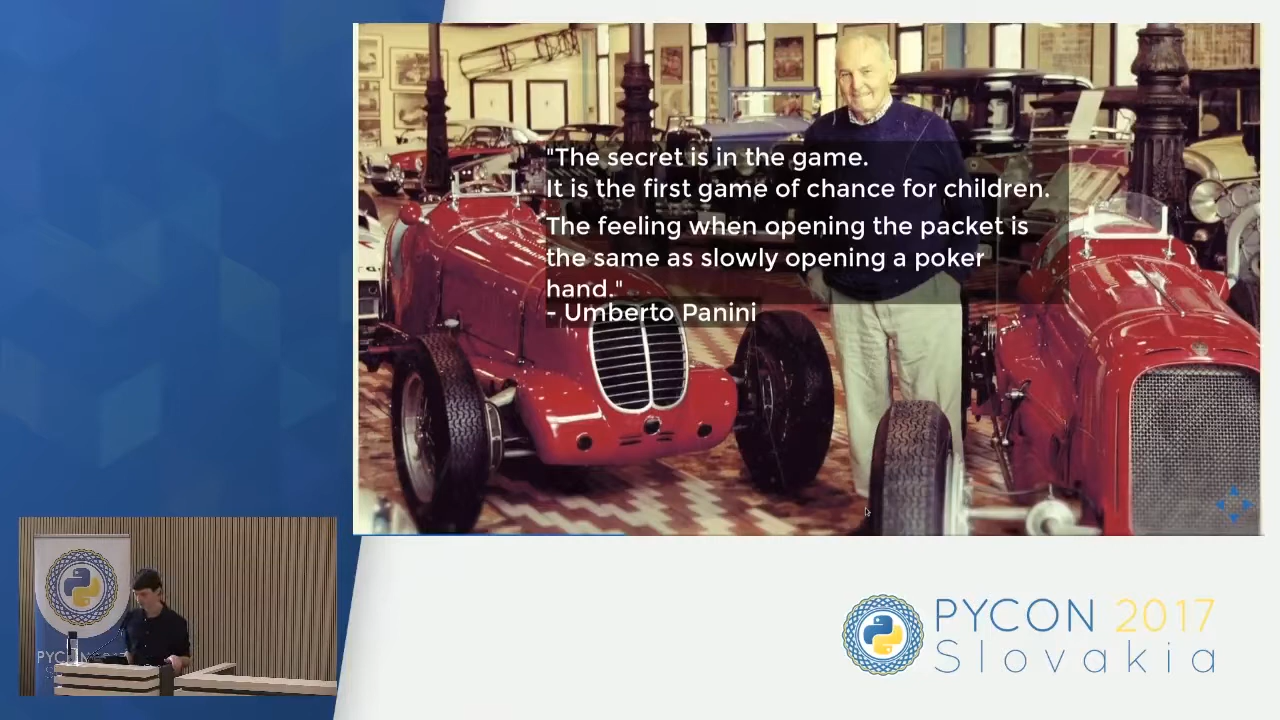 "The secret is in the game.
It is the first game of chance for children.
The feeling when opening the packet is
the same as slowly opening a poker
hand."
- Umberto Panini
PYCON 2017
Slovakia